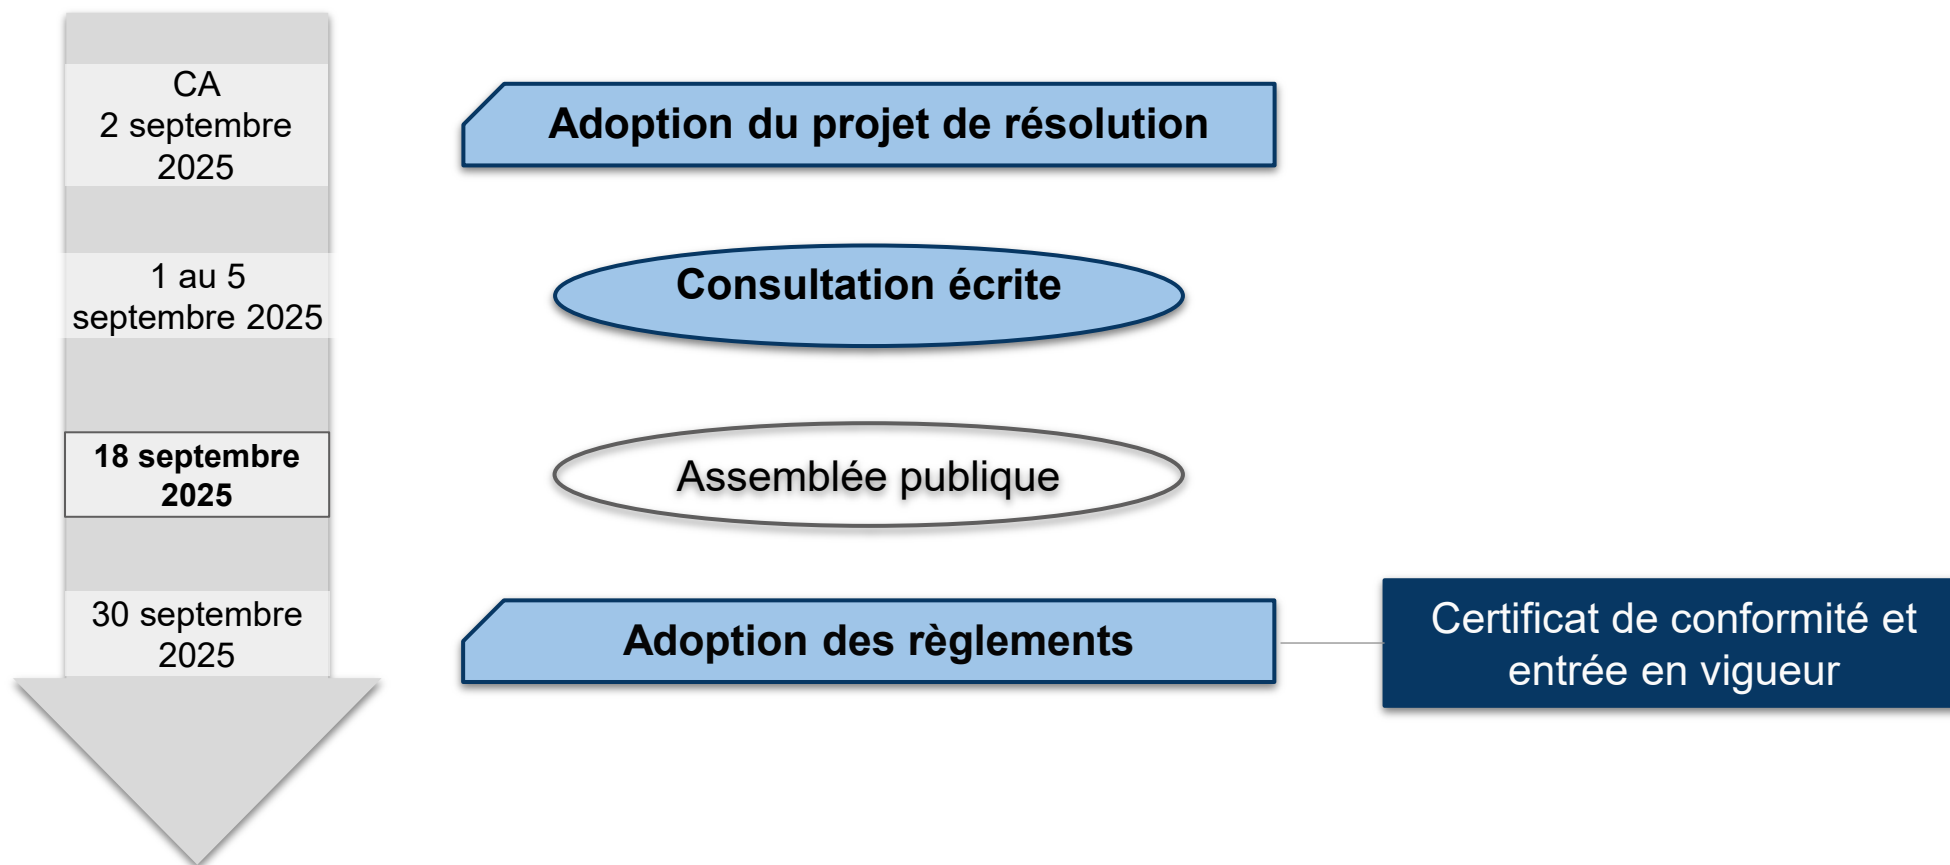 CA
2 septembre
2025
Adoption du projet de résolution
1 au 5
septembre 2025
Consultation écrite
18 septembre
2025
Assemblée publique
30 septembre
2025
Adoption des règlements
Certificat de conformité et
entrée en vigueur